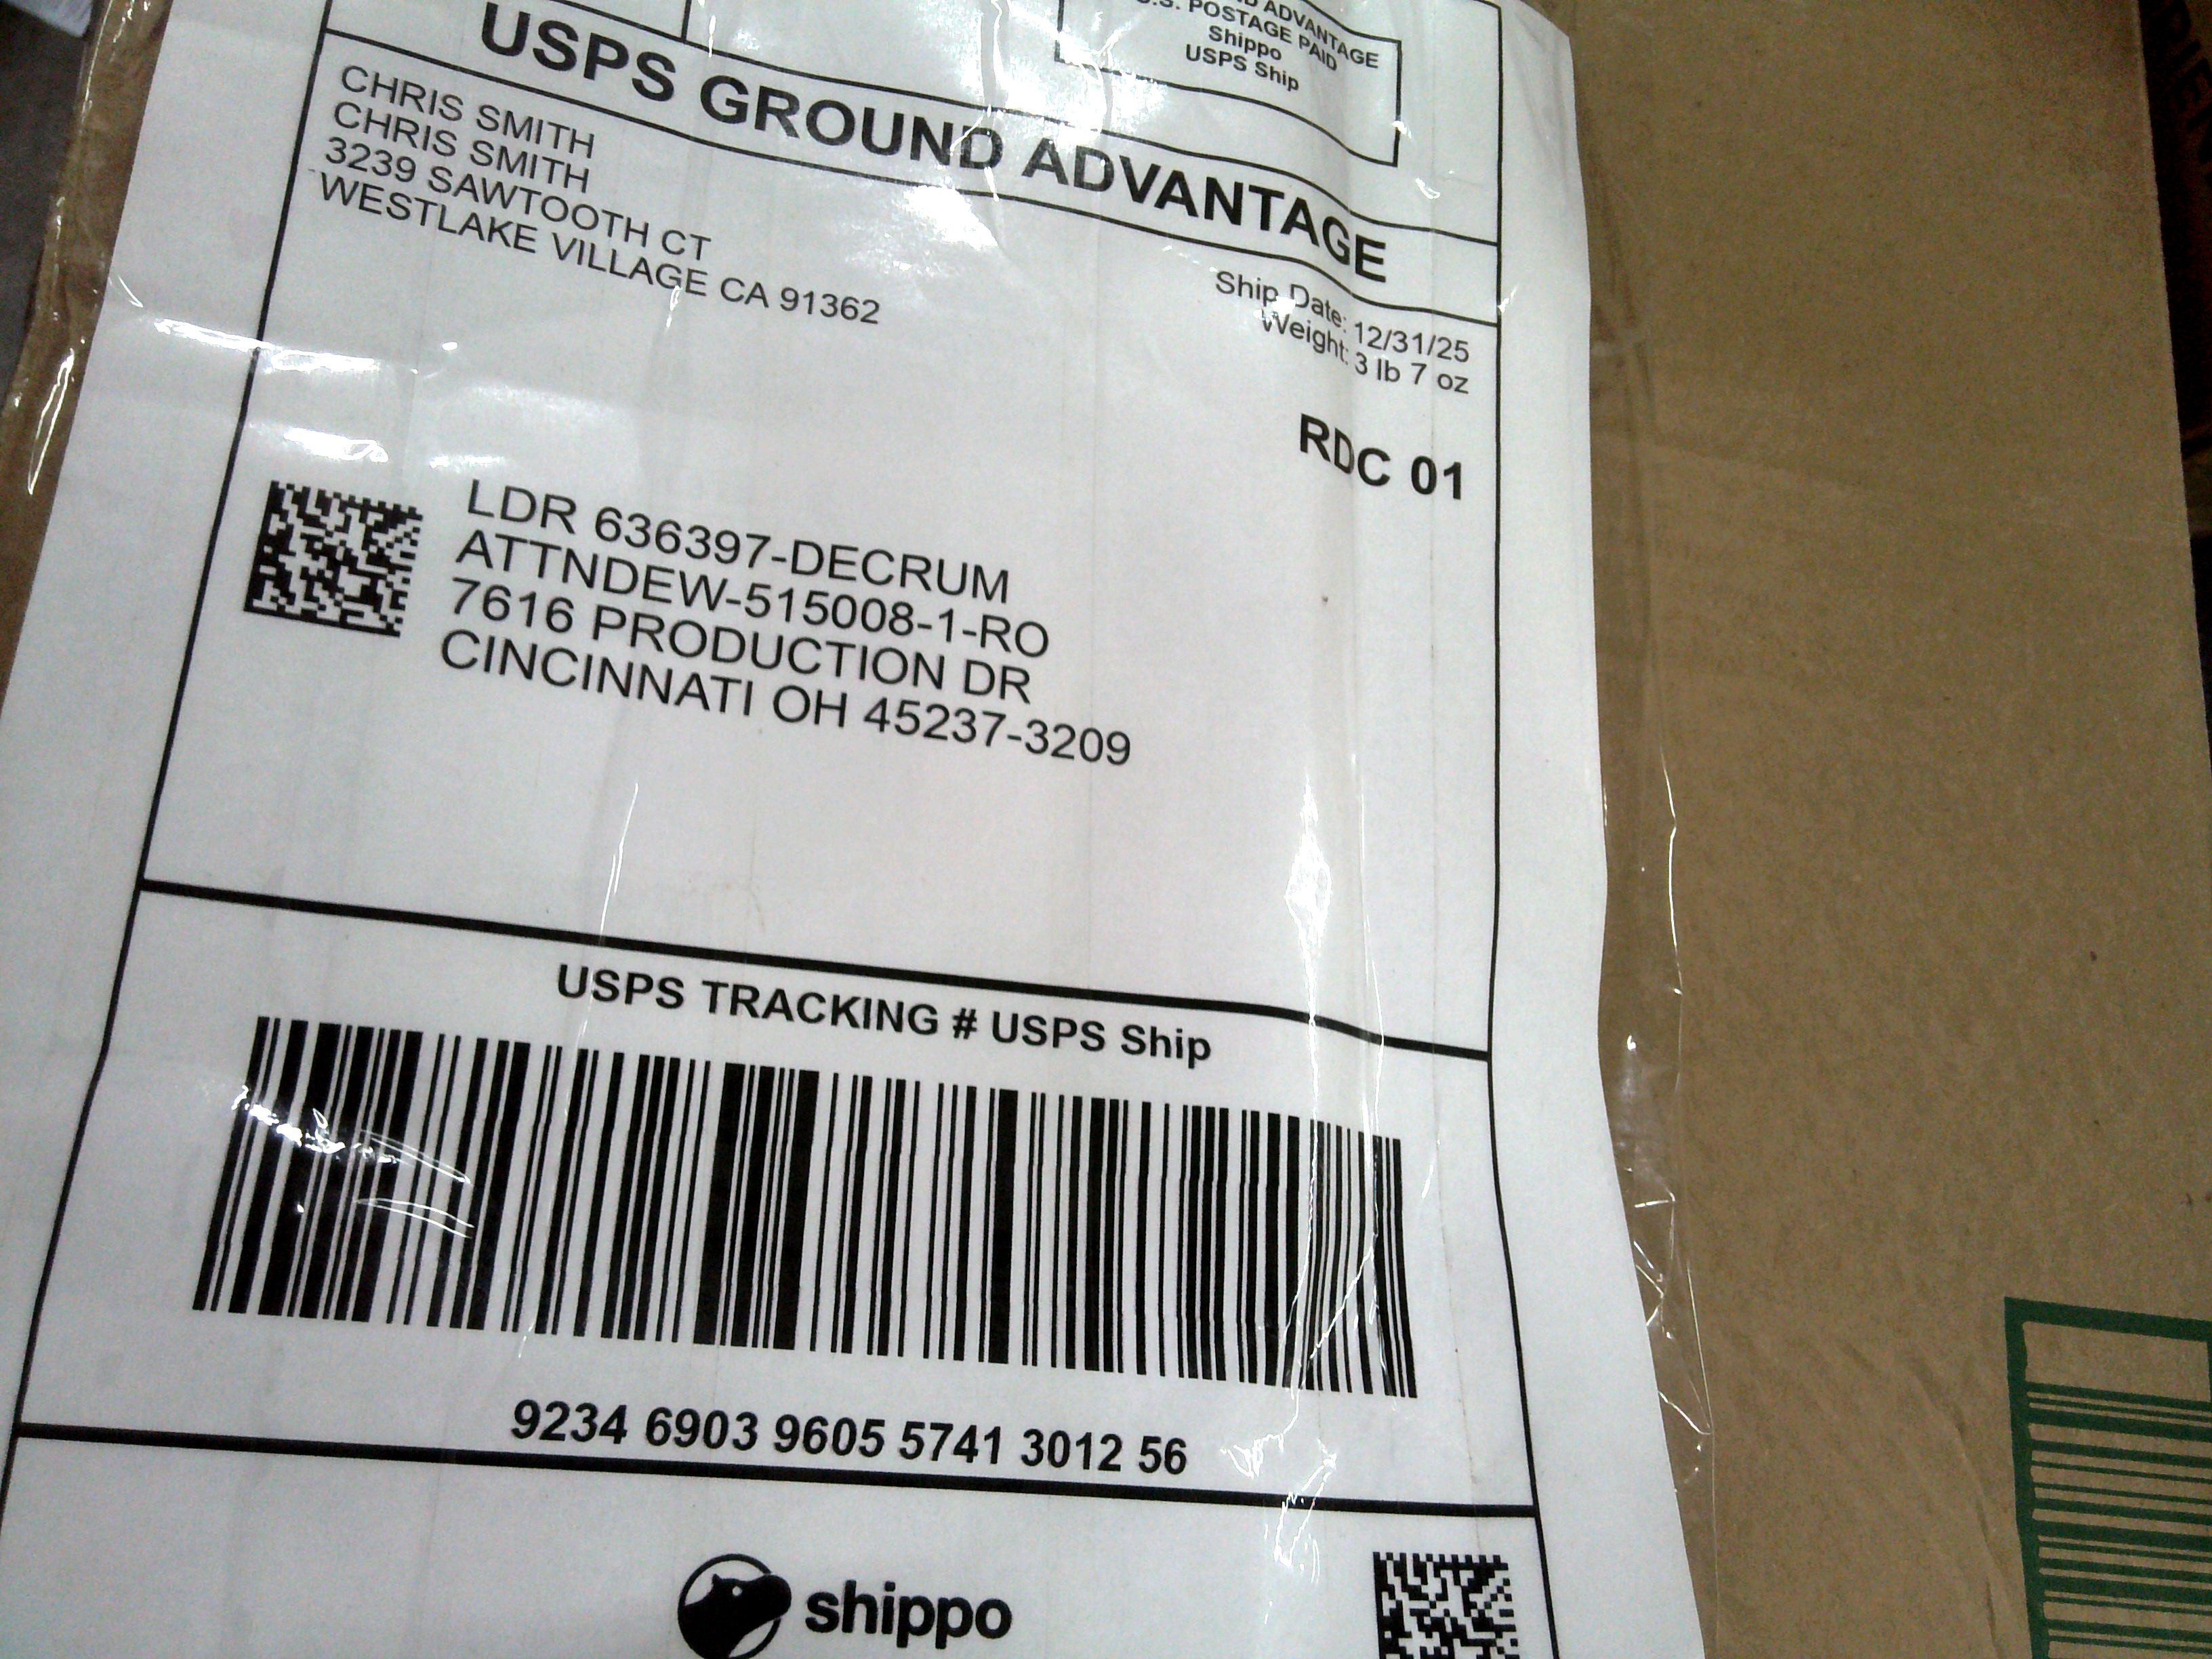 ADVANTAGE
U.S. POSTAGE PAID
Shippo
USPS Ship
USPS GROUND ADVANTAGE
CHRIS SMITH
CHRIS SMITH
3239 SAWTOOTH CT
WESTLAKE VILLAGE CA 91362
Ship Date: 12/31/25
Weight: 3 lb 7 oz
RDC 01
LDR 636397-DECRUM
ATTNDEW-515008-1-RO
7616 PRODUCTION DR
CINCINNATI OH 45237-3209
USPS TRACKING # USPS Ship
9234 6903 9605 5741 3012 56
shippo